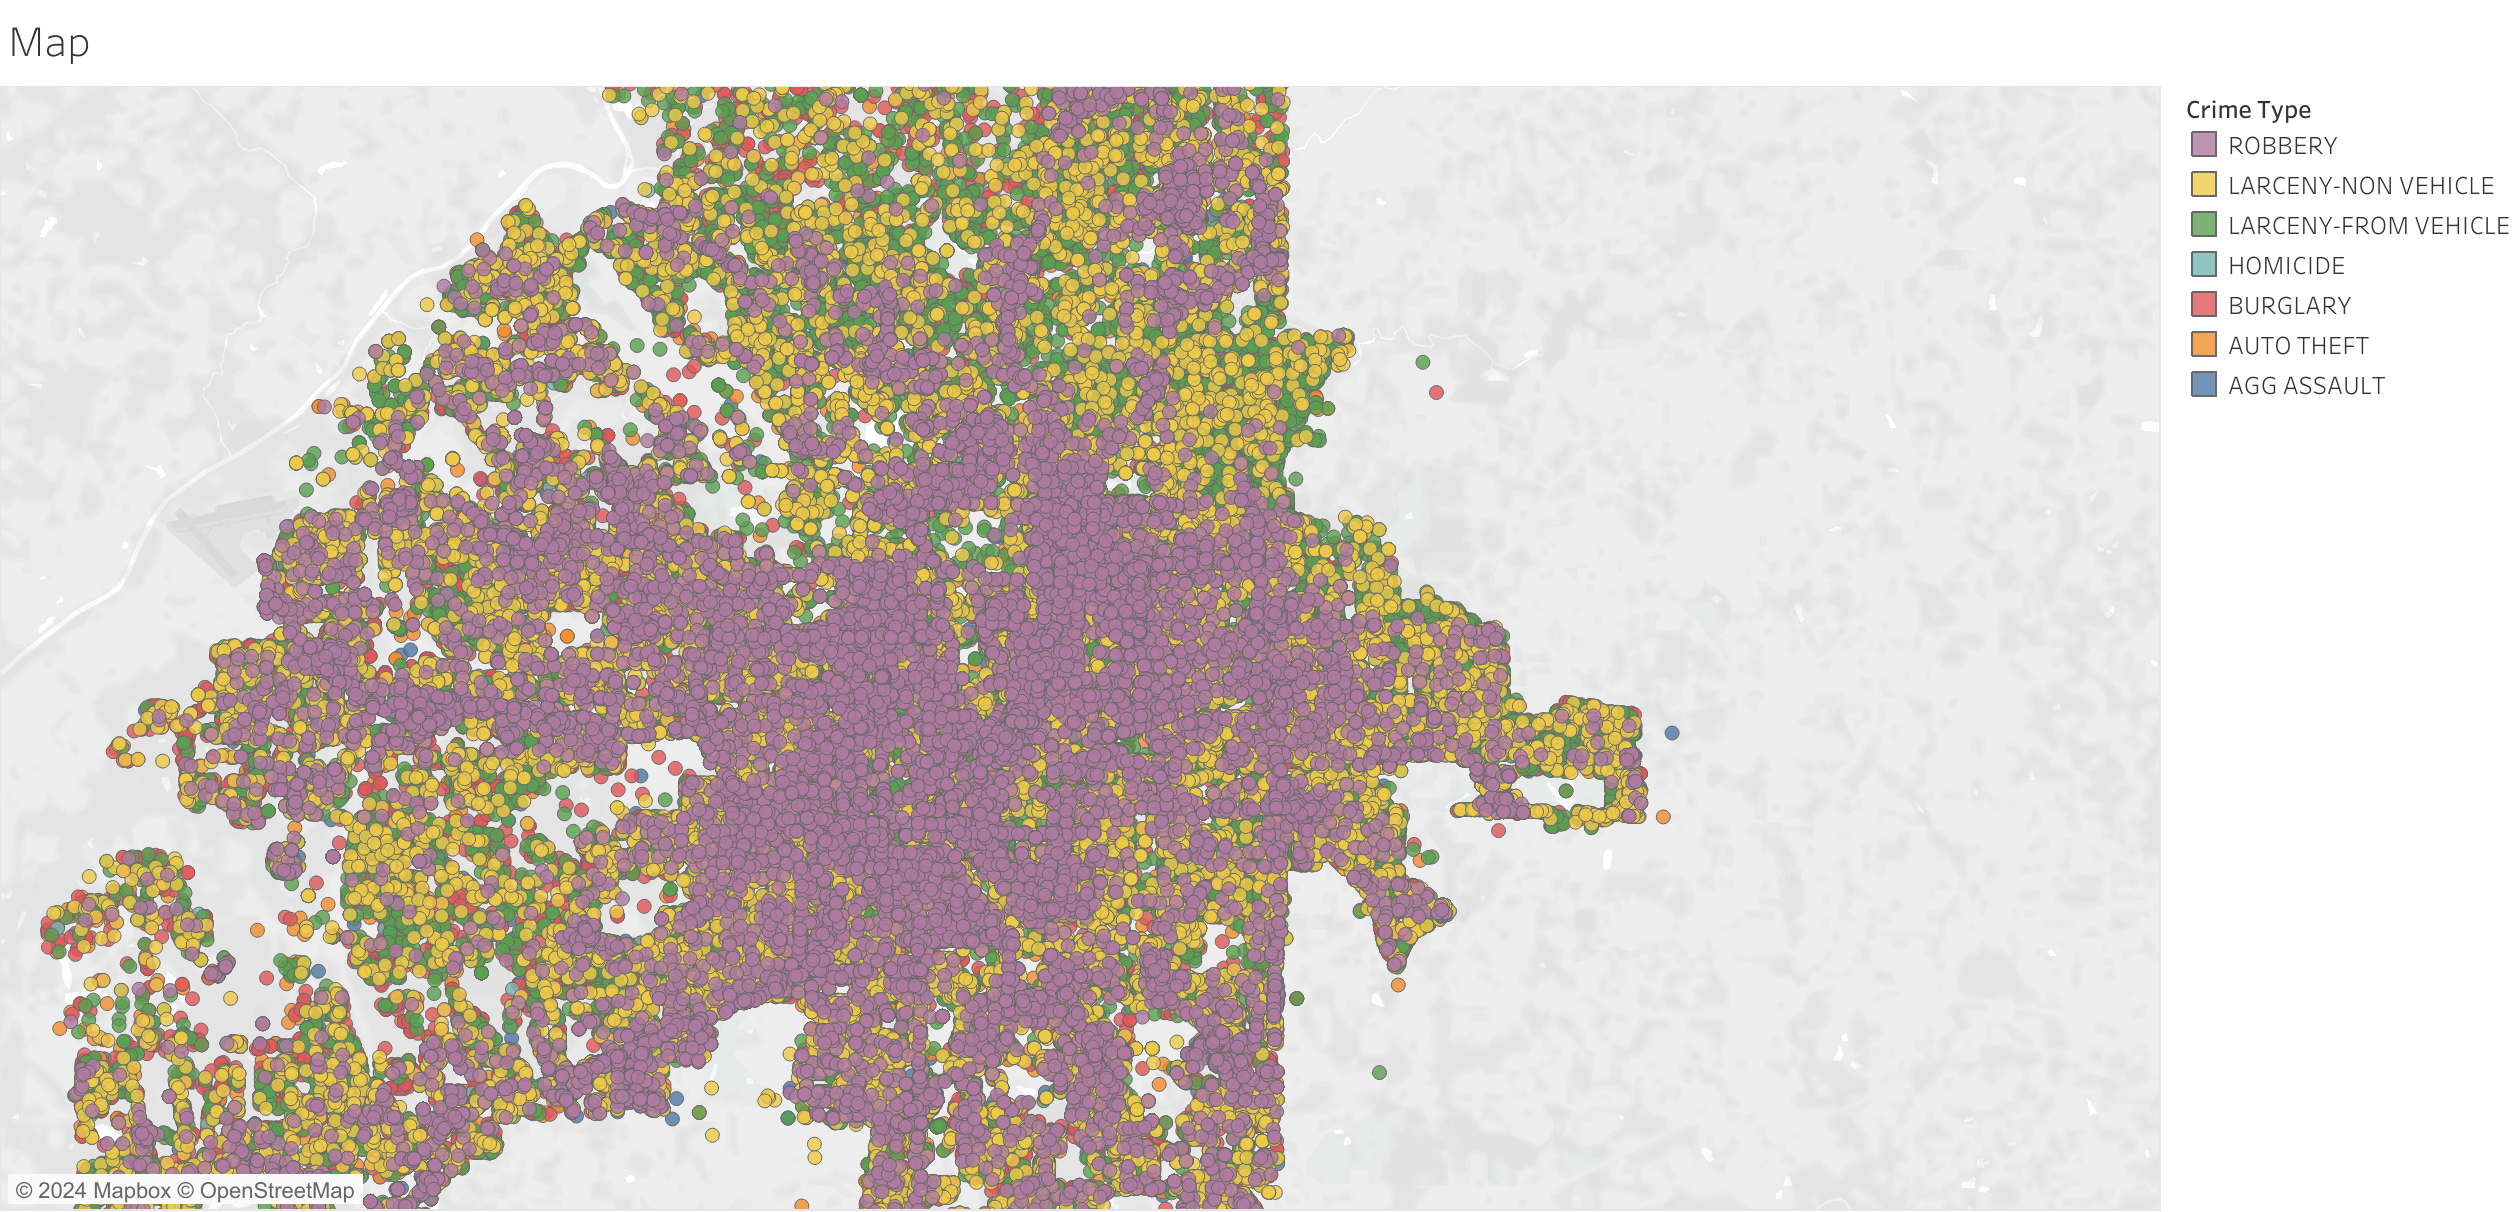 Map
Crime Type
ROBBERY
LARCENY-NON VEHICLE
LARCENY-FROM VEHICLE
HOMICIDE
BURGLARY
AUTO THEFT
AGG ASSAULT
© 2024 Mapbox © OpenStreetMap